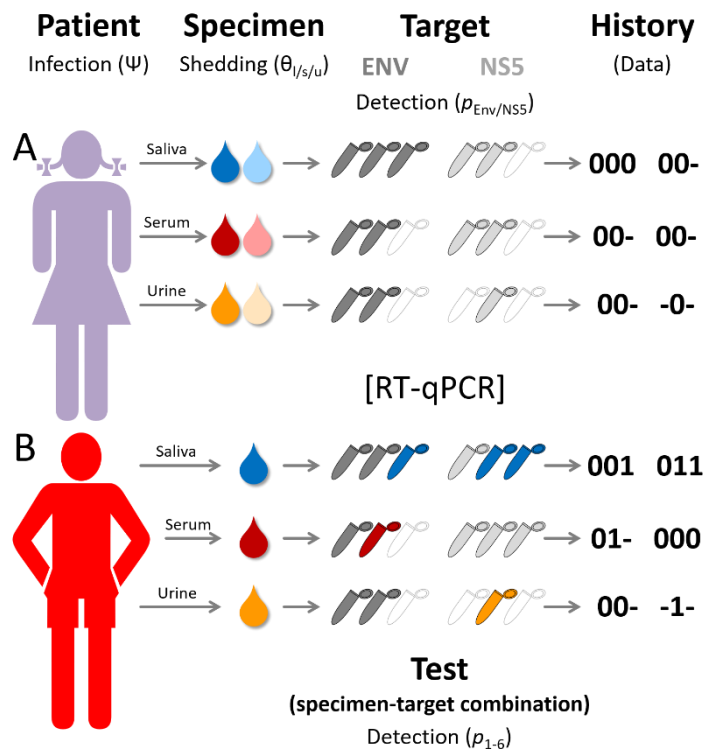 Patient Specimen Target History
Infection (Ψ) Shedding (θl/s/u) ENV NS5 (Data)
Detection (pEnv/NS5)
A
Saliva 000 00-
Serum 00- 00-
Urine 00- -0-
[RT-qPCR]
B
Saliva 001 011
Serum 01- 000
Urine 00- -1-
Test
(specimen-target combination)
Detection (p1-6)